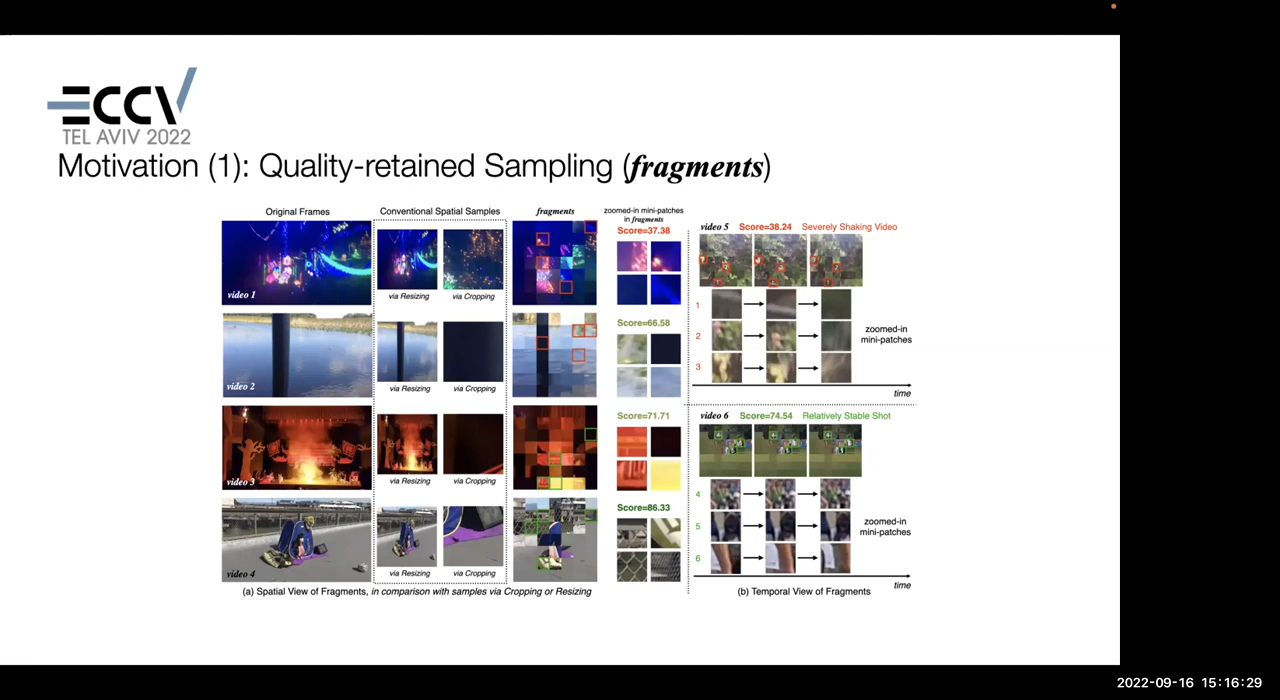 ECCV
TEL AVIV 2022
Motivation (1): Quality-retained Sampling (fragments)
Original Frames
Conventional Spatial Samples
fragments
zoomed-in mini-patches
in fragments
Score=37.38
video 1
via Resizing
via Cropping
Score=66.58
video 2
via Resizing
via Cropping
Score=71.71
video 3
via Resizing
via Cropping
Score=86.33
video 4
via Resizing
via Cropping
(a) Spatial View of Fragments, in comparison with samples via Cropping or Resizing
video 5 Score=38.24 Severely Shaking Video
1
2
3
zoomed-in
mini-patches
time
video 6 Score=74.54 Relatively Stable Shot
4
5
6
zoomed-in
mini-patches
time
(b) Temporal View of Fragments
2022-09-16 15:16:29